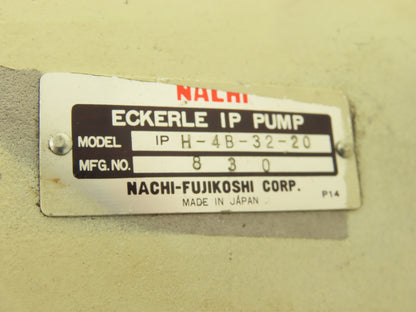 NACHI
ECKERLE IP PUMP
MODEL IP H-4B-32-20
MFG.NO. 8 3 0
NACHI-FUJIKOSHI CORP.
MADE IN JAPAN P14